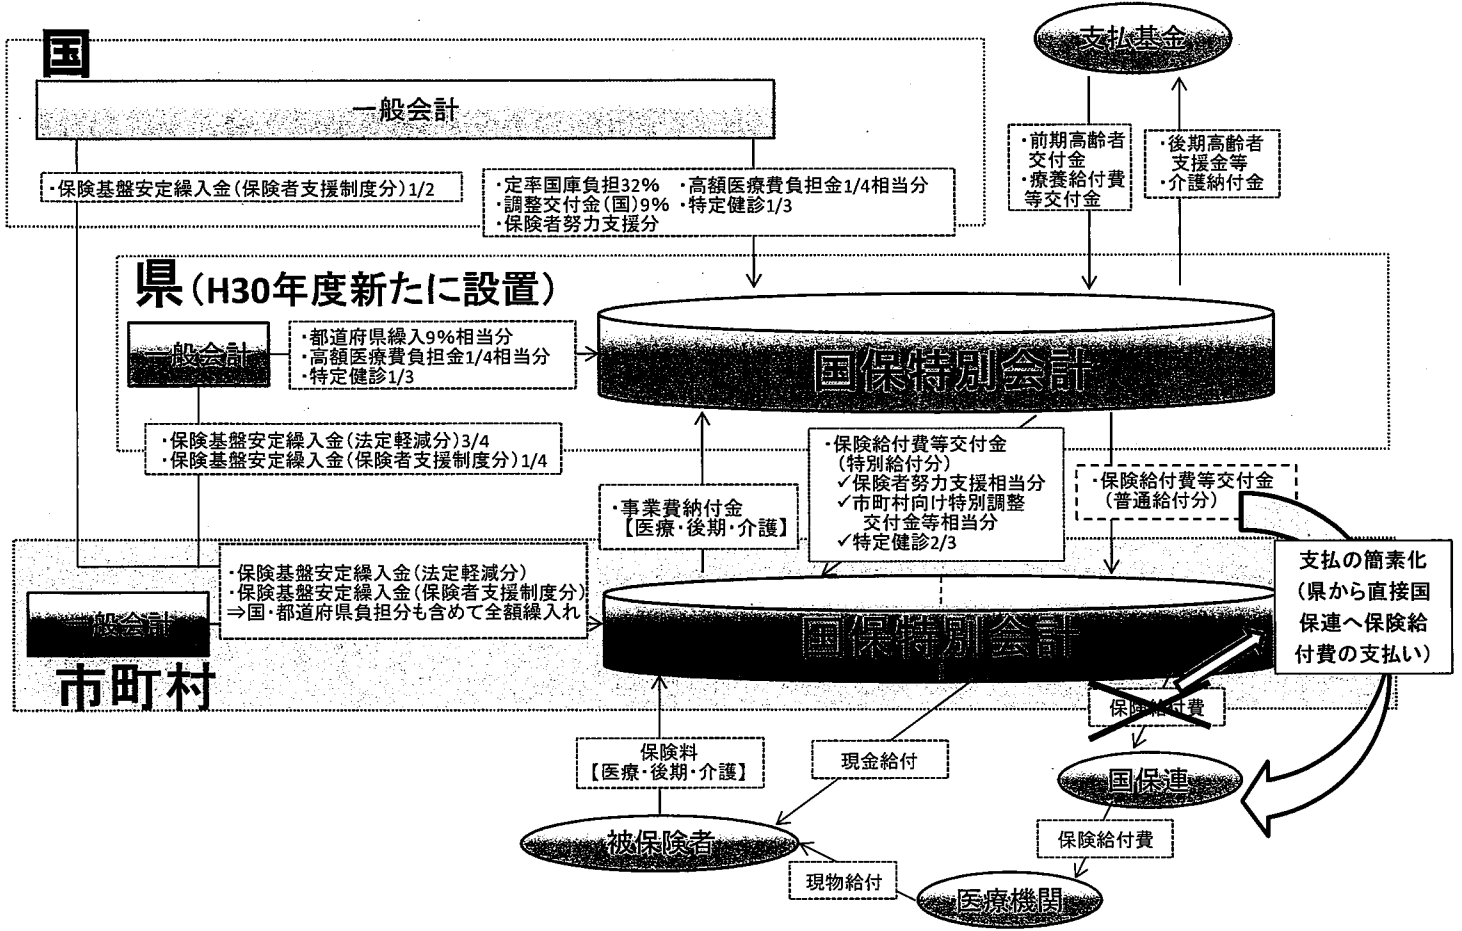 国
一般会計
支払基金
・保険基盤安定繰入金(保険者支援制度分)1/2
・定率国庫負担32% ・高額医療費負担金1/4相当分
・調整交付金(国)9% ・特定健診1/3
・保険者努力支援分
・前期高齢者
交付金
・療養給付費
等交付金
・後期高齢者
支援金等
・介護納付金
県(H30年度新たに設置)
一般会計
・都道府県繰入9%相当分
・高額医療費負担金1/4相当分
・特定健診1/3
国保特別会計
・保険基盤安定繰入金(法定軽減分)3/4
・保険基盤安定繰入金(保険者支援制度分)1/4
・事業費納付金
【医療・後期・介護】
・保険給付費等交付金
(特別給付分)
✓保険者努力支援相当分
✓市町村向け特別調整
交付金等相当分
✓特定健診2/3
・保険給付費等交付金
(普通給付分)
支払の簡素化
(県から直接国
保連へ保険給
付費の支払い)
・保険基盤安定繰入金(法定軽減分)
・保険基盤安定繰入金(保険者支援制度分)
⇒国・都道府県負担分も含めて全額繰入れ
一般会計
市町村
国保特別会計
保険給付費
保険料
【医療・後期・介護】
現金給付
国保連
被保険者
保険給付費
現物給付
医療機関